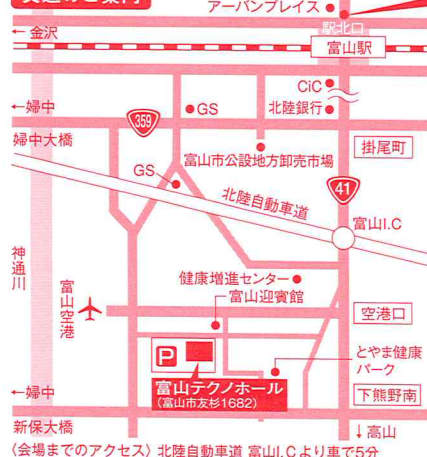 アーバンプレイス
駅北口
← 金沢
富山駅
CiC
北陸銀行
←婦中
359
GS
婦中大橋
富山市公設地方卸売市場
掛尾町
GS
41
北陸自動車道
富山I.C
神通川
富山空港
健康増進センター
富山迎賓館
空港口
P
とやま健康
パーク
富山テクノホール
(富山市友杉1682)
←婦中
下熊野南
新保大橋
↓高山
〈会場までのアクセス〉 北陸自動車道 富山I.Cより車で5分